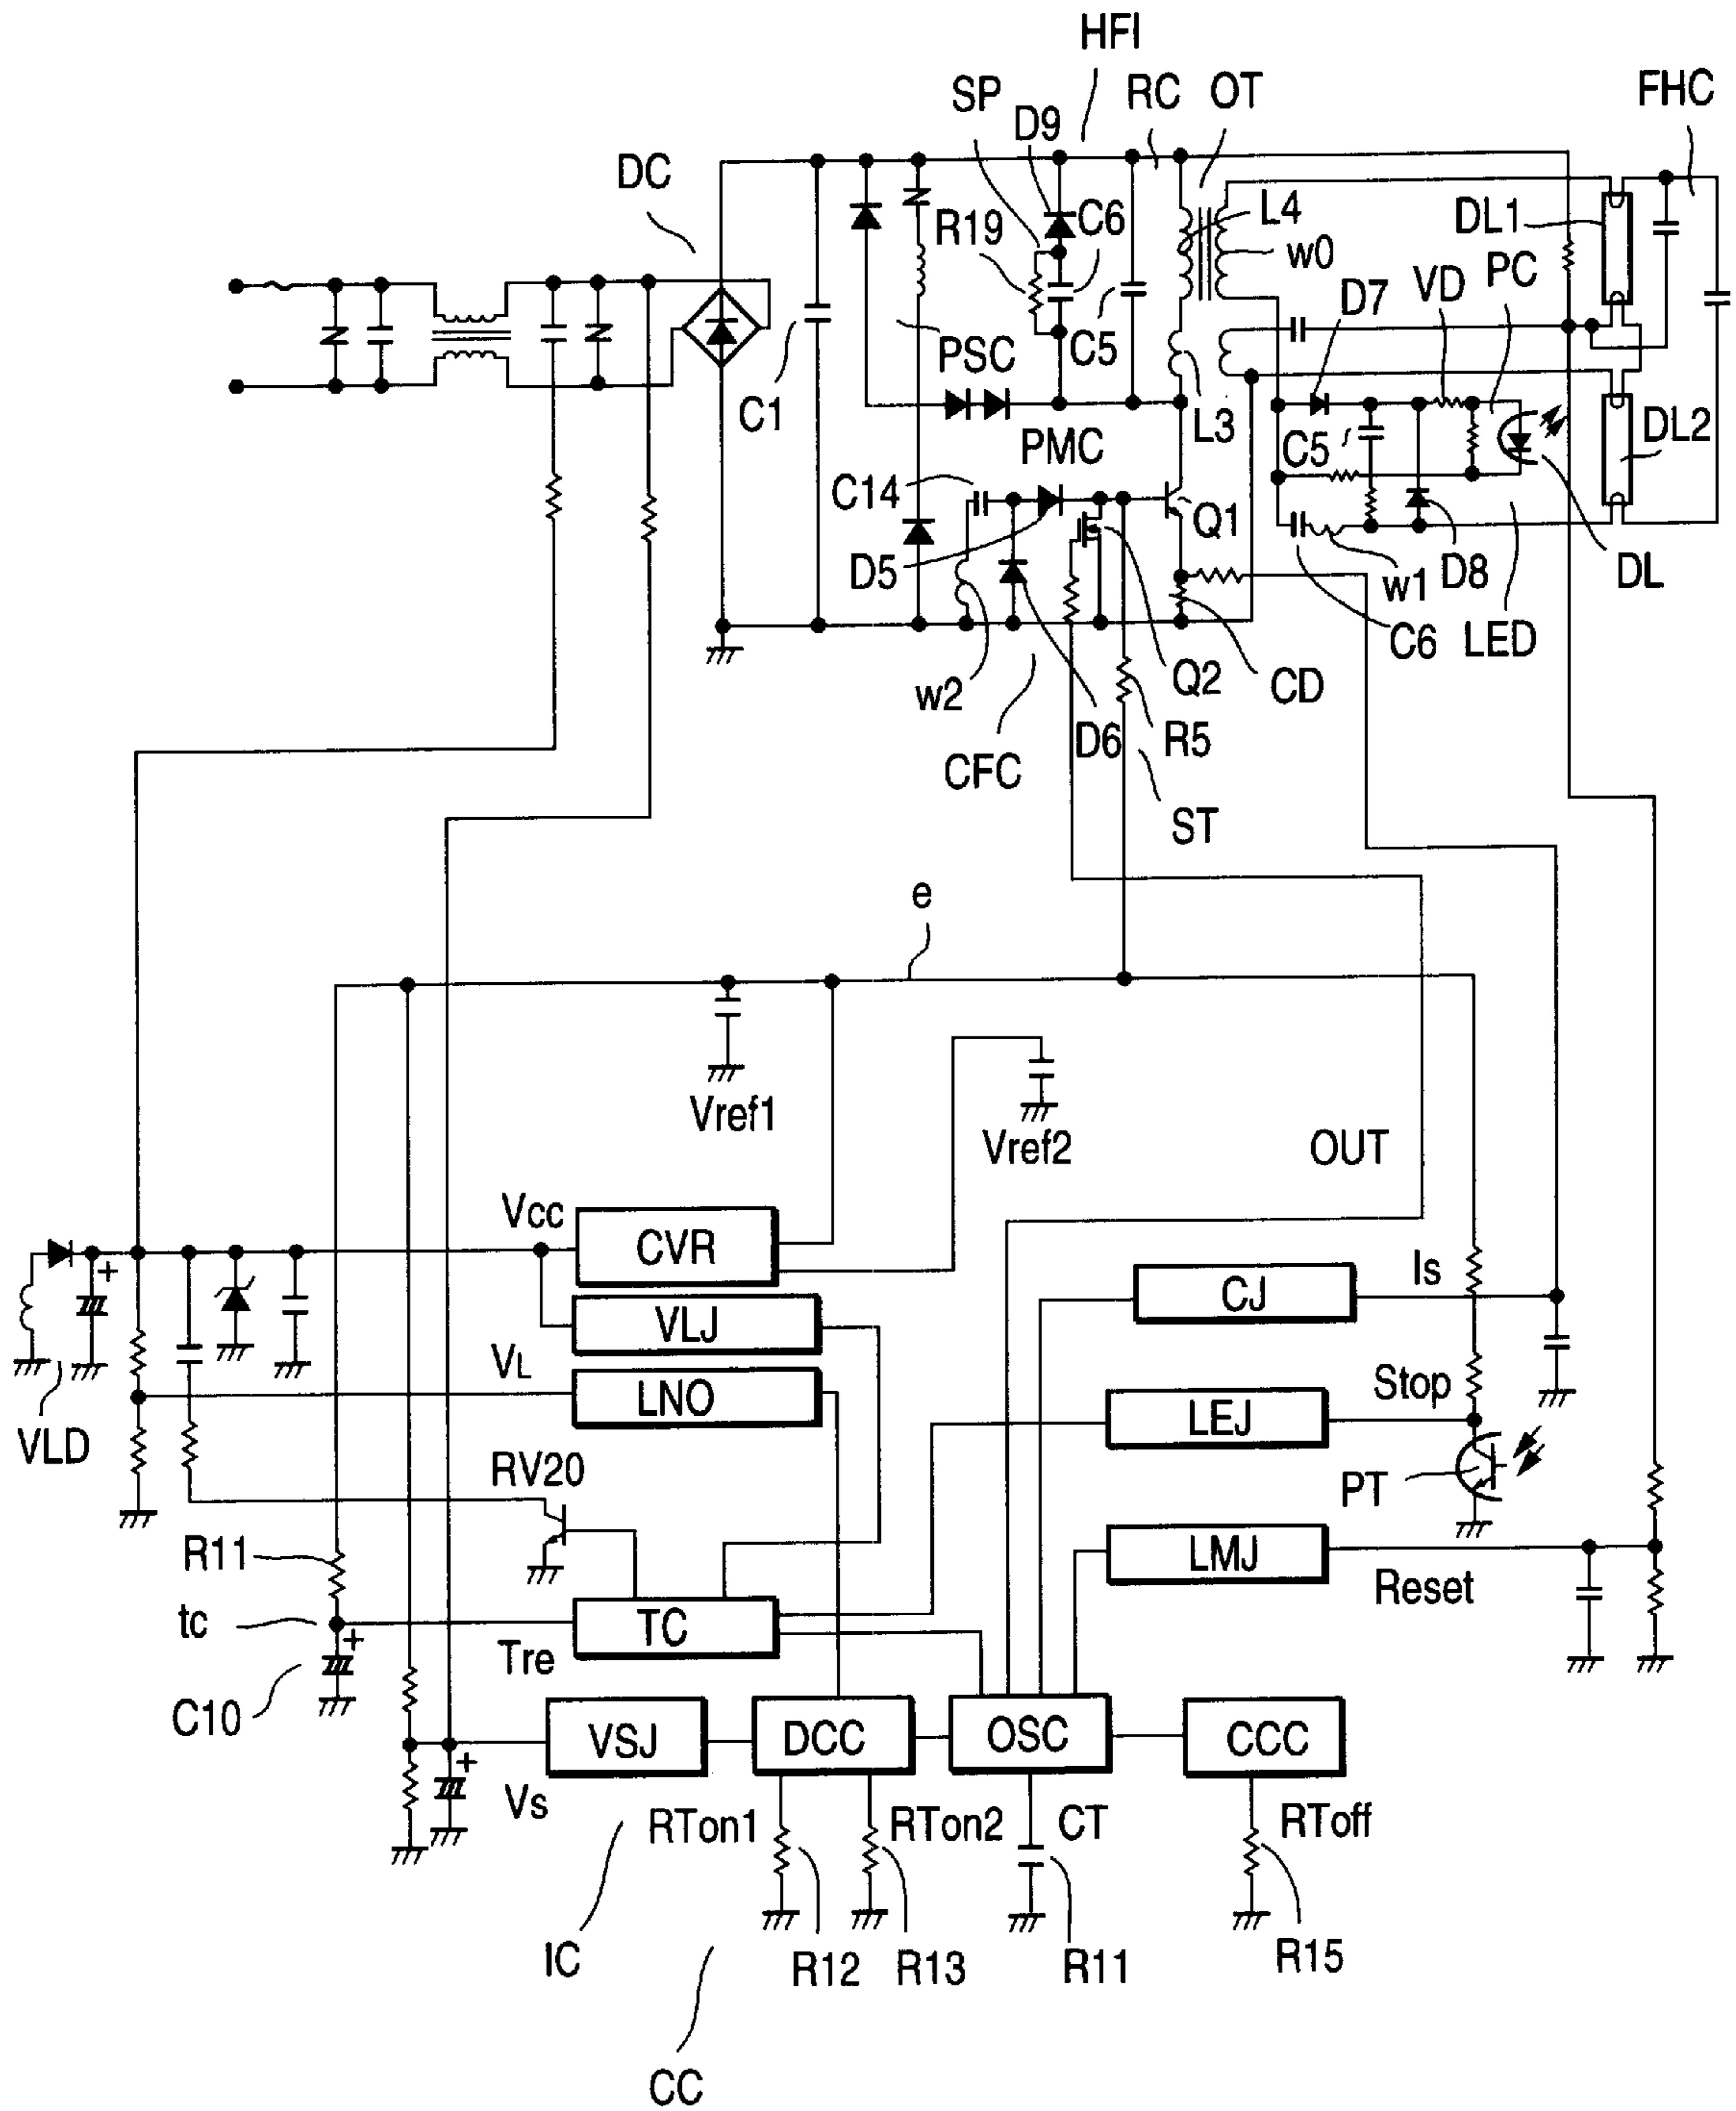 HFI
SP
D9
RC
OT
FHC
DC
R19
C6
L4
w0
DL1
D7
VD
PC
PSC
C5
C1
L3
C5
DL2
PMC
C14
Q1
D5
w1
D8
DL
C6
LED
w2
Q2
CD
D6
R5
CFC
ST
e
Vref1
Vref2
OUT
Vcc
CVR
CJ
Is
+
VLJ
VL
LNO
Stop
LEJ
VLD
RV20
PT
R11
LMJ
Reset
tc
+
TC
Tre
C10
VSJ
DCC
OSC
CCC
+
Vs
RTon1
RTon2
CT
RToff
IC
R12
R13
R11
R15
CC